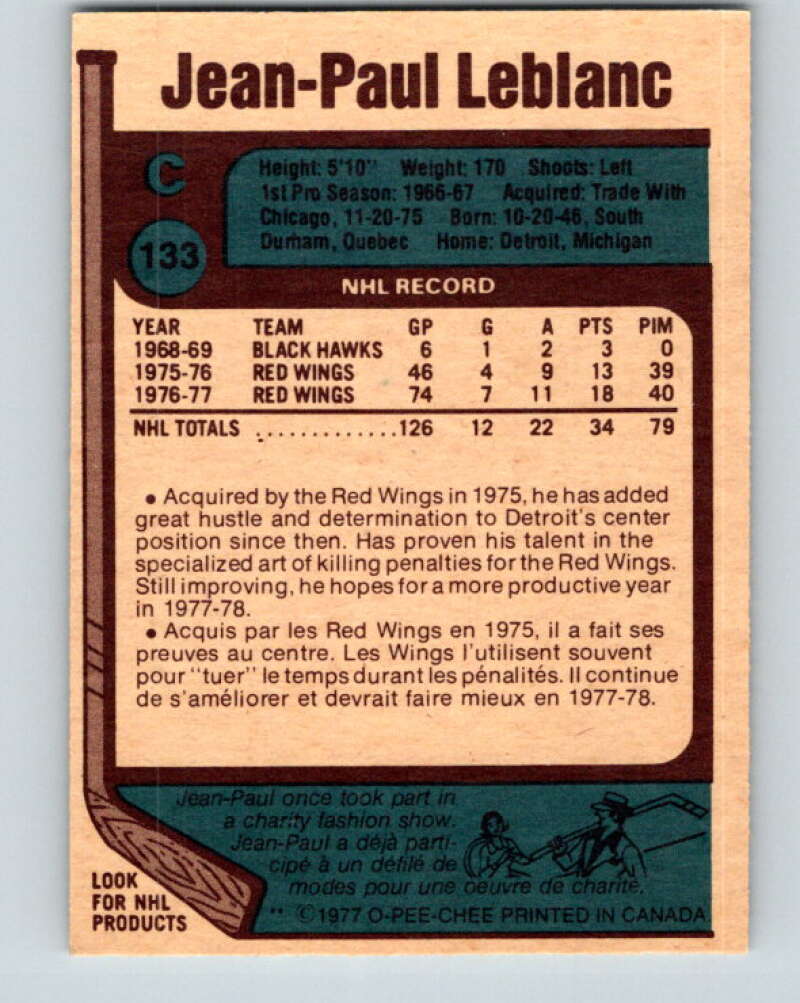 Jean-Paul Leblanc
C
133
Height: 5'10" Weight: 170 Shoots: Left
1st Pro Season: 1966-67 Acquired: Trade With
Chicago, 11-20-75 Born: 10-20-46, South
Durham, Quebec Home: Detroit, Michigan
NHL RECORD
YEAR TEAM GP G A PTS PIM
1968-69 BLACK HAWKS 6 1 2 3 0
1975-76 RED WINGS 46 4 9 13 39
1976-77 RED WINGS 74 7 11 18 40
NHL TOTALS .............126 12 22 34 79
• Acquired by the Red Wings in 1975, he has added
great hustle and determination to Detroit's center
position since then. Has proven his talent in the
specialized art of killing penalties for the Red Wings.
Still improving, he hopes for a more productive year
in 1977-78.
• Acquis par les Red Wings en 1975, il a fait ses
preuves au centre. Les Wings l'utilisent souvent
pour "tuer" le temps durant les pénalités. Il continue
de s'améliorer et devrait faire mieux en 1977-78.
Jean-Paul once took part in
a charity fashion show.
Jean-Paul a déjà parti-
cipé à un défilé de
modes pour une oeuvre de charité.
LOOK
FOR NHL
PRODUCTS
** ©1977 O-PEE-CHEE PRINTED IN CANADA